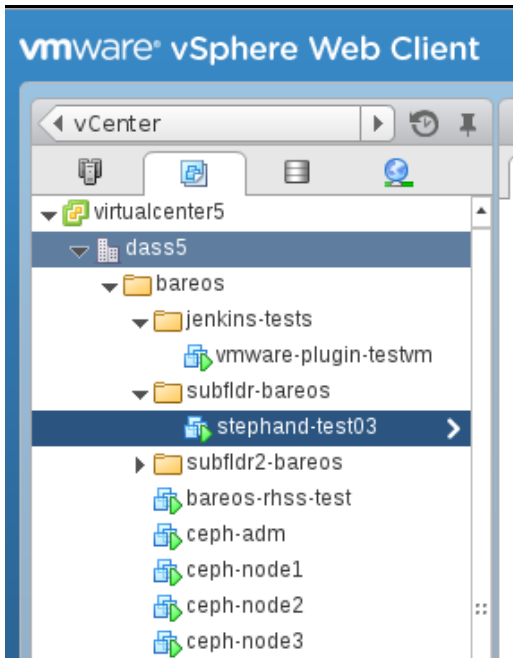 vmware® vSphere Web Client
vCenter
virtualcenter5
dass5
bareos
jenkins-tests
vmware-plugin-testvm
subfldr-bareos
stephand-test03
subfldr2-bareos
bareos-rhss-test
ceph-adm
ceph-node1
ceph-node2
ceph-node3